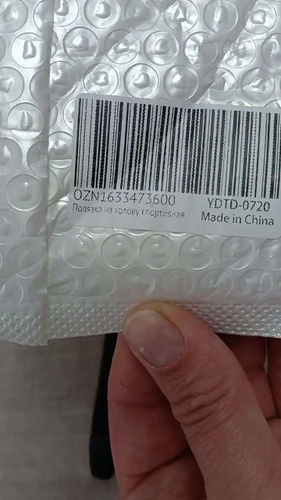 OZN1633473600 YDTD-0720
Повязка на голову спортивная Made in China